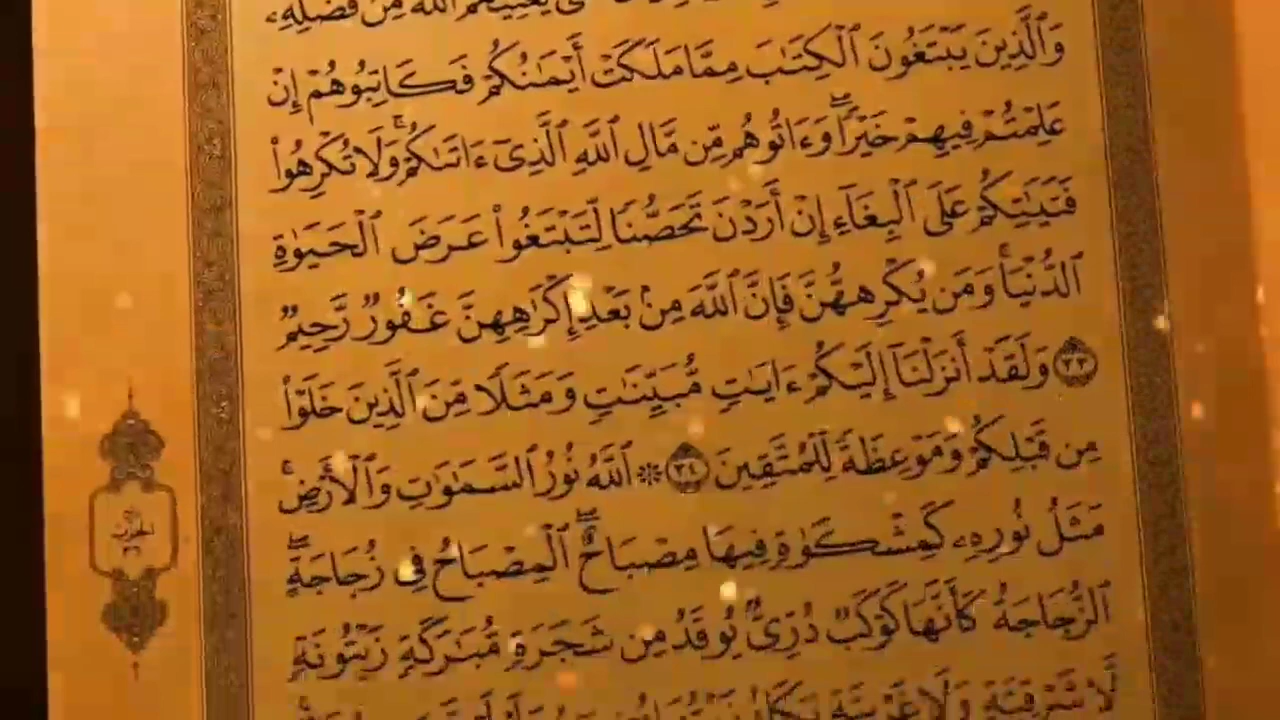 يُغْنِيَهُمُ ٱللَّهُ مِن فَضْلِهِۦ
وَٱلَّذِينَ يَبْتَغُونَ ٱلْكِتَٰبَ مِمَّا مَلَكَتْ أَيْمَٰنُكُمْ فَكَاتِبُوهُمْ إِنْ
عَلِمْتُمْ فِيهِمْ خَيْرًاۖ وَءَاتُوهُم مِّن مَّالِ ٱللَّهِ ٱلَّذِىٓ ءَاتَىٰكُمْۚ وَلَا تُكْرِهُوا۟
فَتَيَٰتِكُمْ عَلَى ٱلْبِغَآءِ إِنْ أَرَدْنَ تَحَصُّنًا لِّتَبْتَغُوا۟ عَرَضَ ٱلْحَيَوٰةِ
ٱلدُّنْيَاۚ وَمَن يُكْرِههُّنَّ فَإِنَّ ٱللَّهَ مِنۢ بَعْدِ إِكْرَٰهِهِنَّ غَفُورٌ رَّحِيمٌ
٣٣ وَلَقَدْ أَنزَلْنَآ إِلَيْكُمْ ءَايَٰتٍ مُّبَيِّنَٰتٍ وَمَثَلًا مِّنَ ٱلَّذِينَ خَلَوْا۟
مِن قَبْلِكُمْ وَمَوْعِظَةً لِّلْمُتَّقِينَ ٣٤ ۞ ٱللَّهُ نُورُ ٱلسَّمَٰوَٰتِ وَٱلْأَرْضِۚ
مَثَلُ نُورِهِۦ كَمِشْكَوٰةٍ فِيهَا مِصْبَاحٌۖ ٱلْمِصْبَاحُ فِى زُجَاجَةٍۖ
ٱلزُّجَاجَةُ كَأَنَّهَا كَوْكَبٌ دُرِّىٌّ يُوقَدُ مِن شَجَرَةٍ مُّبَٰرَكَةٍ زَيْتُونَةٍ
لَّا شَرْقِيَّةٍ وَلَا غَرْبِيَّةٍ يَكَادُ زَيْتُهَا